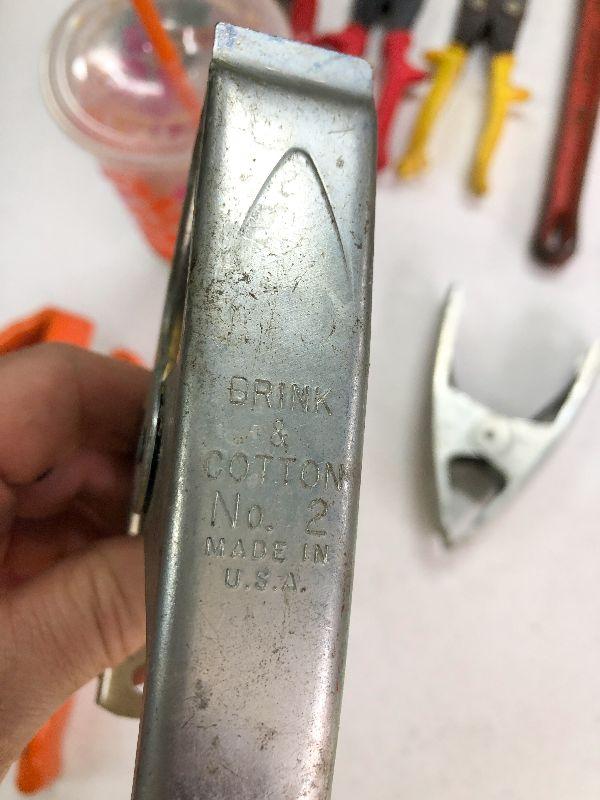 BRINK
&
COTTON
No. 2
MADE IN
U.S.A.